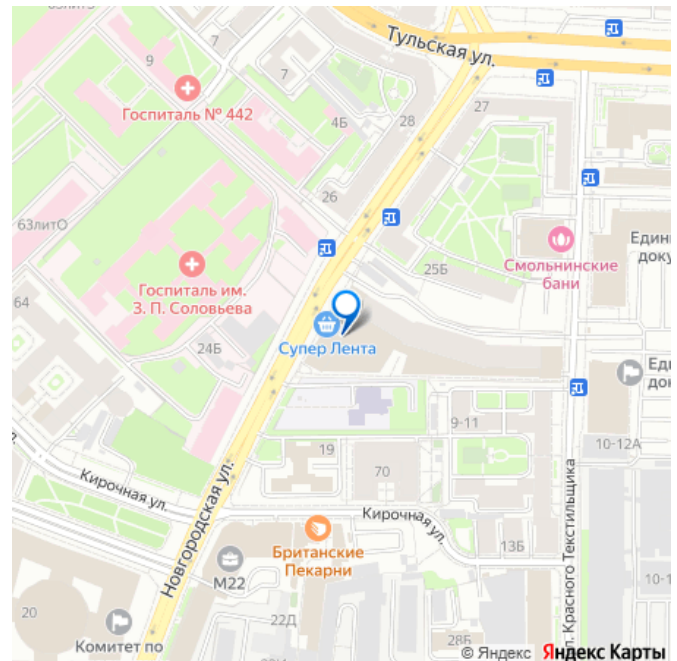 63литО
7
9
7
Тульская ул.
Госпиталь № 442
4Б
28
27
26
63литО
25Б
Смольнинские
бани
Един
доку
Госпиталь им.
З. П. Соловьева
64
24Б
Супер Лента
Ед
док
9-11
10-12А
19
70
Кирочная ул.
Кирочная ул.
Новгородская ул.
13Б
Британские
Пекарни
М22
л. Красного Текстильщика
10-1
20
22Д
Комитет по
28Б
© Яндекс Яндекс Карты